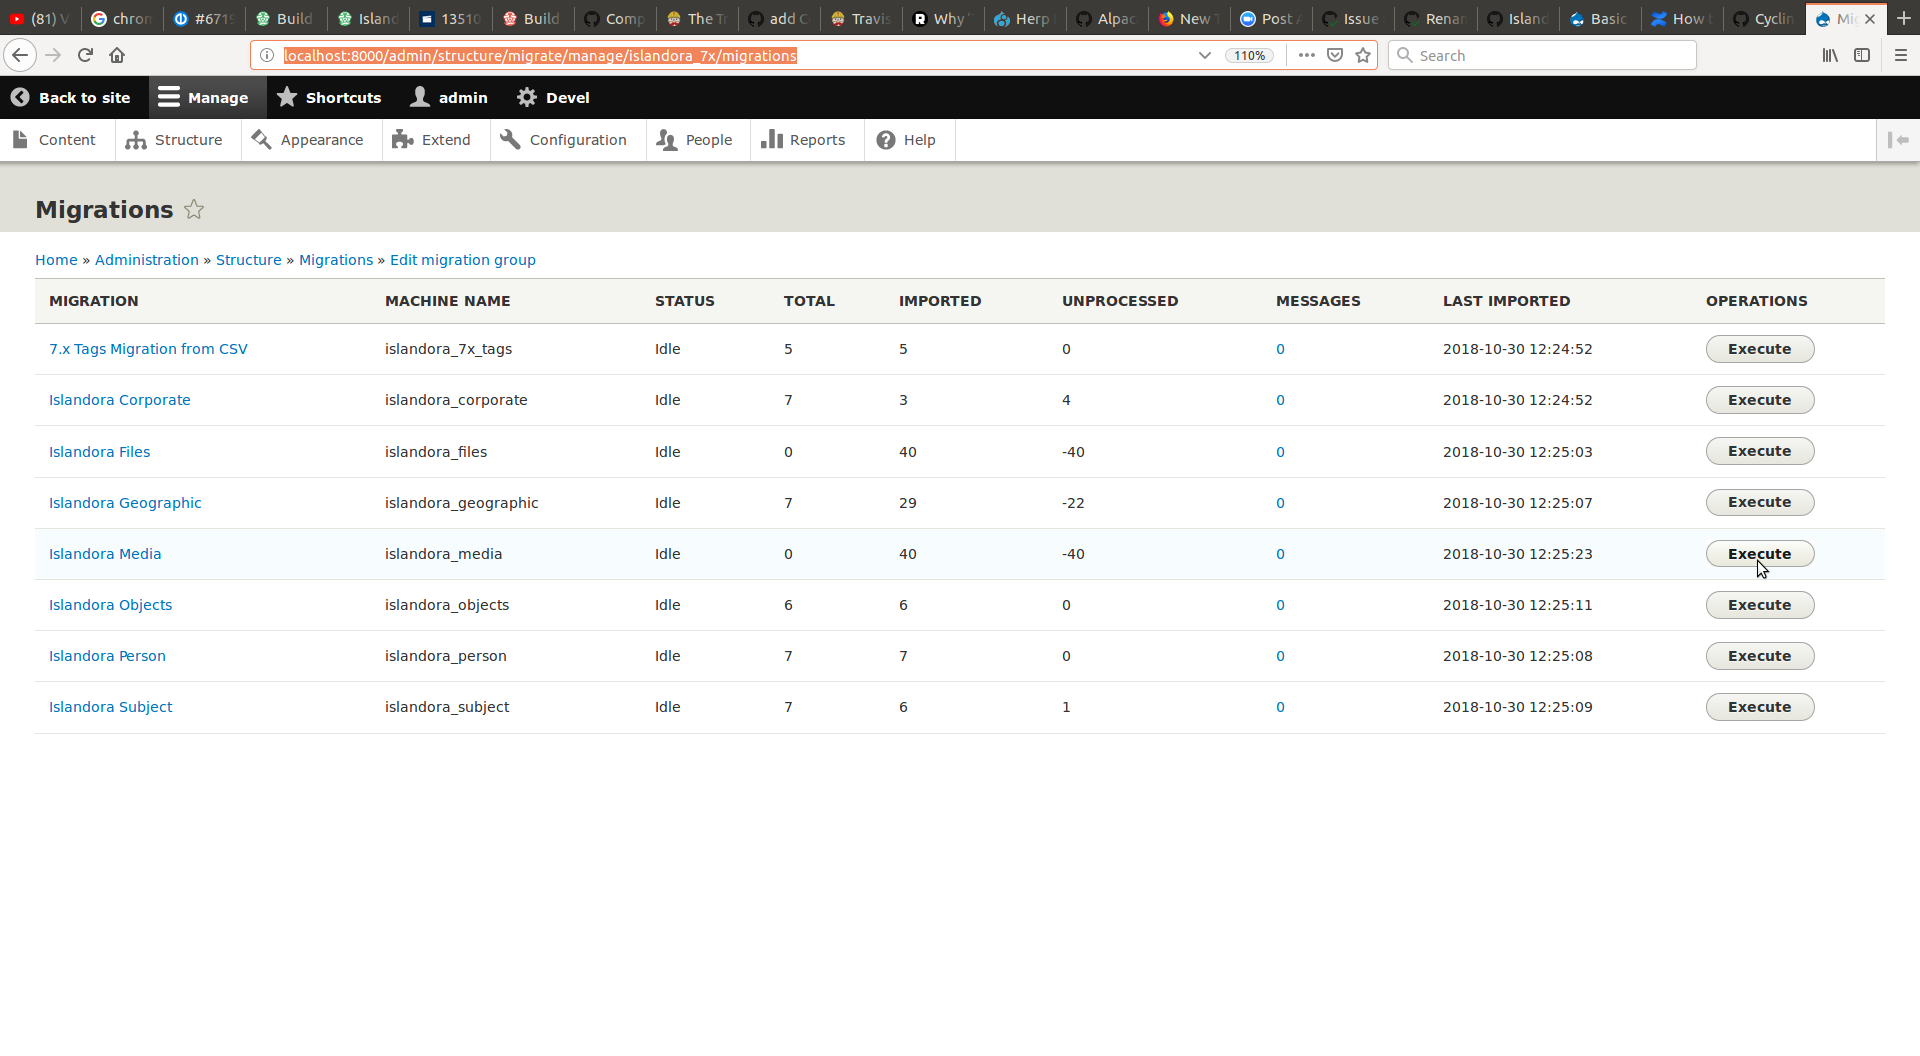 (81) V chron #6719 Build Island 13510 Build Comp The Tr add C Travis Why Herp Alpac New Post Issue Renam Island Basic How Cyclin Mi
localhost:8000/admin/structure/migrate/manage/islandora_7x/migrations 110% Search
Back to site Manage Shortcuts admin Devel
Content Structure Appearance Extend Configuration People Reports Help
Migrations
Home » Administration » Structure » Migrations » Edit migration group
MIGRATION MACHINE NAME STATUS TOTAL IMPORTED UNPROCESSED MESSAGES LAST IMPORTED OPERATIONS
7.x Tags Migration from CSV islandora_7x_tags Idle 5 5 0 0 2018-10-30 12:24:52 Execute
Islandora Corporate islandora_corporate Idle 7 3 4 0 2018-10-30 12:24:52 Execute
Islandora Files islandora_files Idle 0 40 -40 0 2018-10-30 12:25:03 Execute
Islandora Geographic islandora_geographic Idle 7 29 -22 0 2018-10-30 12:25:07 Execute
Islandora Media islandora_media Idle 0 40 -40 0 2018-10-30 12:25:23 Execute
Islandora Objects islandora_objects Idle 6 6 0 0 2018-10-30 12:25:11 Execute
Islandora Person islandora_person Idle 7 7 0 0 2018-10-30 12:25:08 Execute
Islandora Subject islandora_subject Idle 7 6 1 0 2018-10-30 12:25:09 Execute